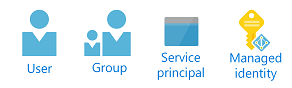 User
Group
Service
principal
Managed
identity